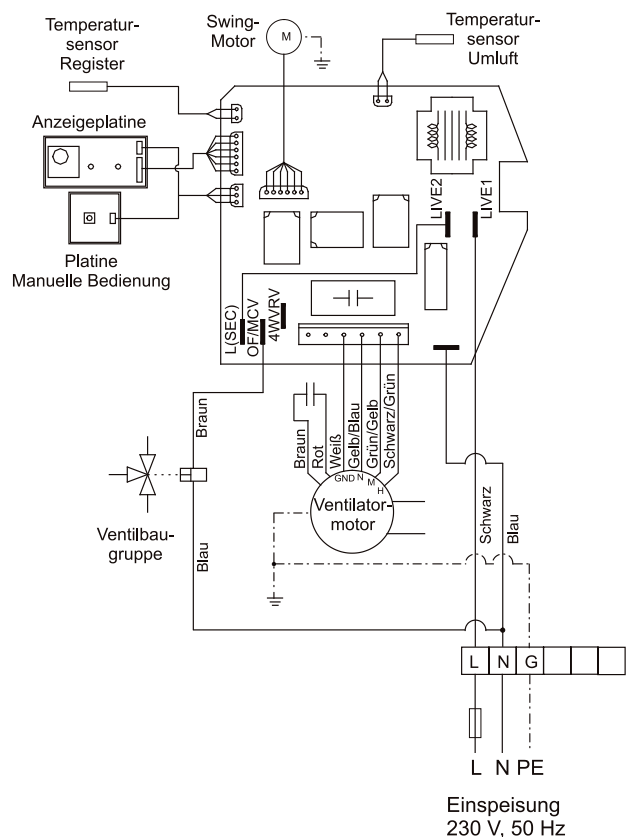 Temperatur-
sensor
Register
Swing-
Motor
M
Temperatur-
sensor
Umluft
Anzeigeplatine
Platine
Manuelle Bedienung
LIVE2
LIVE1
L(SEC)
OF/MCV
4WVRV
Braun
Braun
Rot
Weiß
Gelb/Blau
Grün/Gelb
Schwarz/Grün
GND
N
M
H
Ventilator-
motor
Ventilbau-
gruppe
Blau
Schwarz
Blau
L
N
G
L N PE
Einspeisung
230 V, 50 Hz